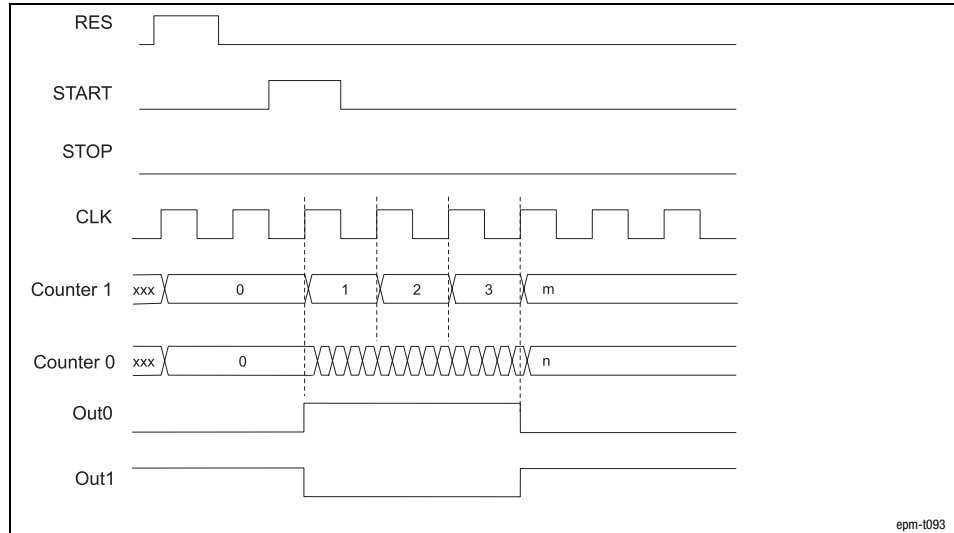 RES
START
STOP
CLK
Counter 1 xxx 0 1 2 3 m
Counter 0 xxx 0 n
Out0
Out1
epm-t093